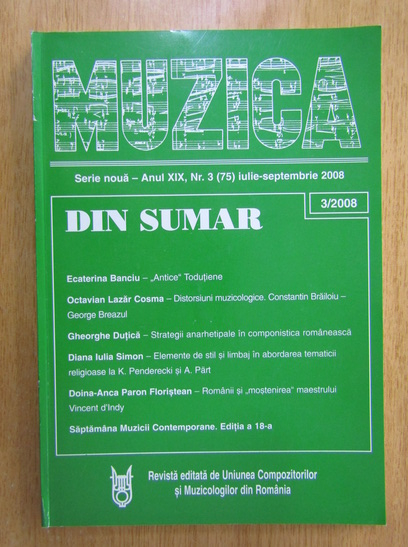 MUZICA
Serie nouă – Anul XIX, Nr. 3 (75) iulie-septembrie 2008
3/2008
DIN SUMAR
Ecaterina Banciu – „Antice“ Toduțiene
Octavian Lazăr Cosma – Distorsiuni muzicologice. Constantin Brăiloiu –
George Breazul
Gheorghe Duțică – Strategii anarhetipale în componistica românească
Diana Iulia Simon – Elemente de stil și limbaj în abordarea tematicii
religioase la K. Penderecki și A. Pärt
Doina-Anca Paron Floriștean – Românii și „moștenirea“ maestrului
Vincent d'Indy
Săptămâna Muzicii Contemporane. Ediția a 18-a
Revistă editată de Uniunea Compozitorilor
și Muzicologilor din România